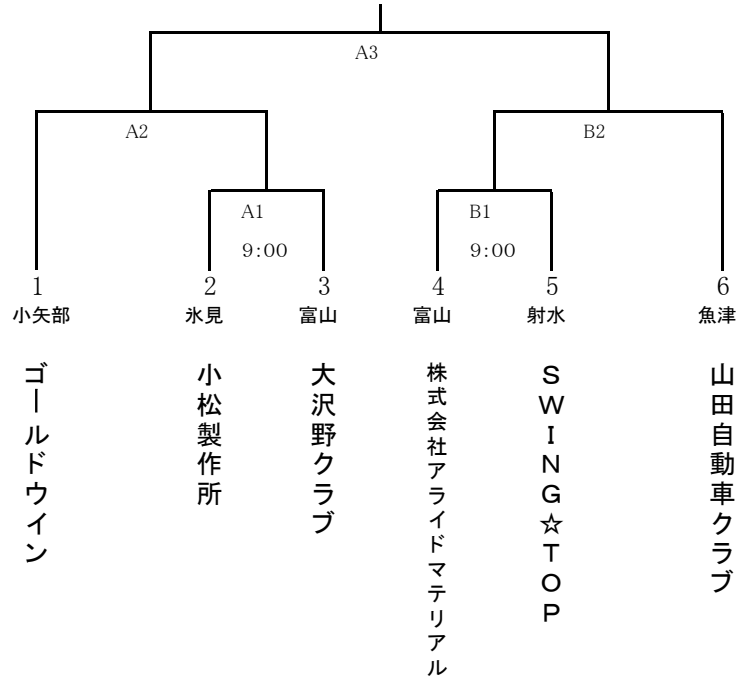 A3
A2
B2
A1
B1
9:00
9:00
1
2
3
4
5
6
小矢部
氷見
富山
富山
射水
魚津
ゴールドウイン
小松製作所
大沢野クラブ
株式会社アライドマテリアル
SWING☆TOP
山田自動車クラブ